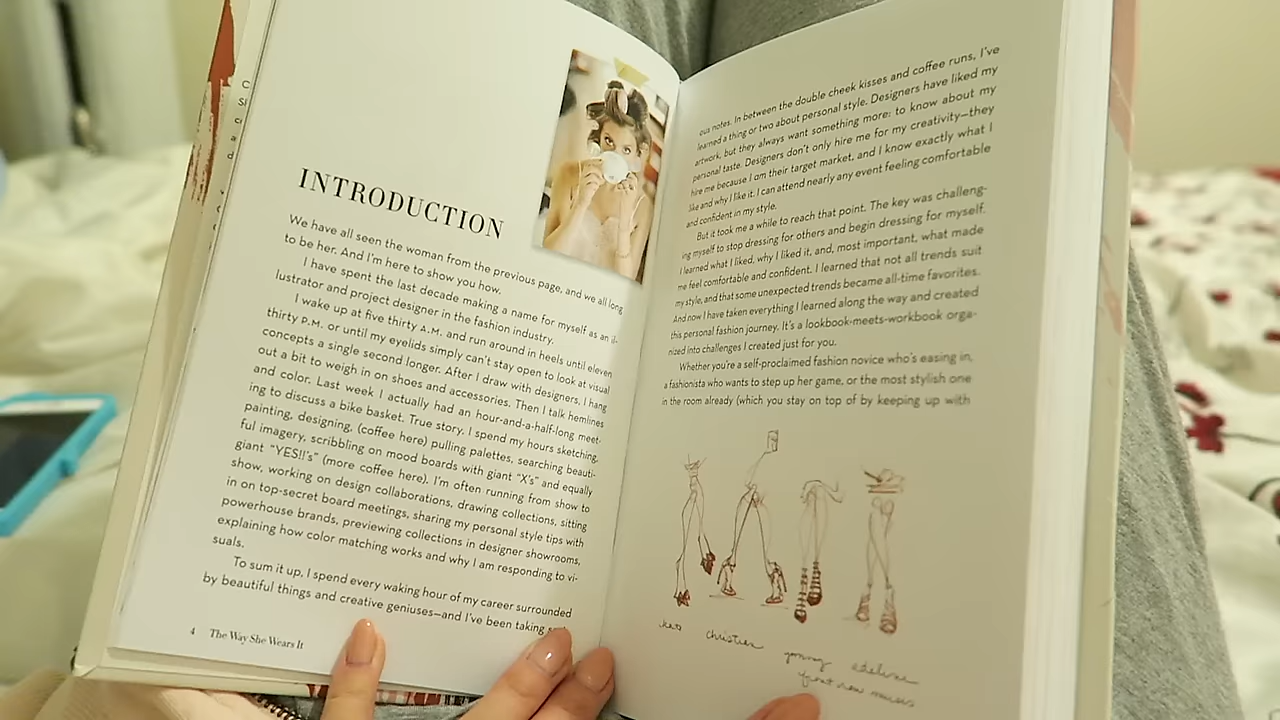 INTRODUCTION
We have all seen the woman from the previous page, and we all long
to be her. And I'm here to show you how.
I have spent the last decade making a name for myself as an il-
lustrator and project designer in the fashion industry.
I wake up at five thirty A.M. and run around in heels until eleven
thirty P.M. or until my eyelids simply can't stay open to look at visual
concepts a single second longer. After I draw with designers, I hang
out a bit to weigh in on shoes and accessories. Then I talk hemlines
and color. Last week I actually had an hour-and-a-half-long meet-
ing to discuss a bike basket. True story. I spend my hours sketching,
painting, designing, (coffee here) pulling palettes, searching beauti-
ful imagery, scribbling on mood boards with giant "X's" and equally
giant "YES!!'s" (more coffee here). I'm often running from show to
show, working on design collaborations, drawing collections, sitting
in on top-secret board meetings, sharing my personal style tips with
powerhouse brands, previewing collections in designer showrooms,
explaining how color matching works and why I am responding to vi-
suals.
To sum it up, I spend every waking hour of my career surrounded
by beautiful things and creative geniuses—and I've been taking
4 The Way She Wears It
ous notes. In between the double cheek kisses and coffee runs, I've
learned a thing or two about personal style. Designers have liked my
artwork, but they always want something more: to know about my
personal taste. Designers don't only hire me for my creativity—they
hire me because I am their target market, and I know exactly what I
like and why I like it. I can attend nearly any event feeling comfortable
and confident in my style.
But it took me a while to reach that point. The key was challeng-
ing myself to stop dressing for others and begin dressing for myself.
I learned what I liked, why I liked it, and, most important, what made
me feel comfortable and confident. I learned that not all trends suit
my style, and that some unexpected trends became all-time favorites.
And now I have taken everything I learned along the way and created
this personal fashion journey. It's a lookbook-meets-workbook orga-
nized into challenges I created just for you.
Whether you're a self-proclaimed fashion novice who's easing in,
a fashionista who wants to step up her game, or the most stylish one
in the room already (which you stay on top of by keeping up with
christian